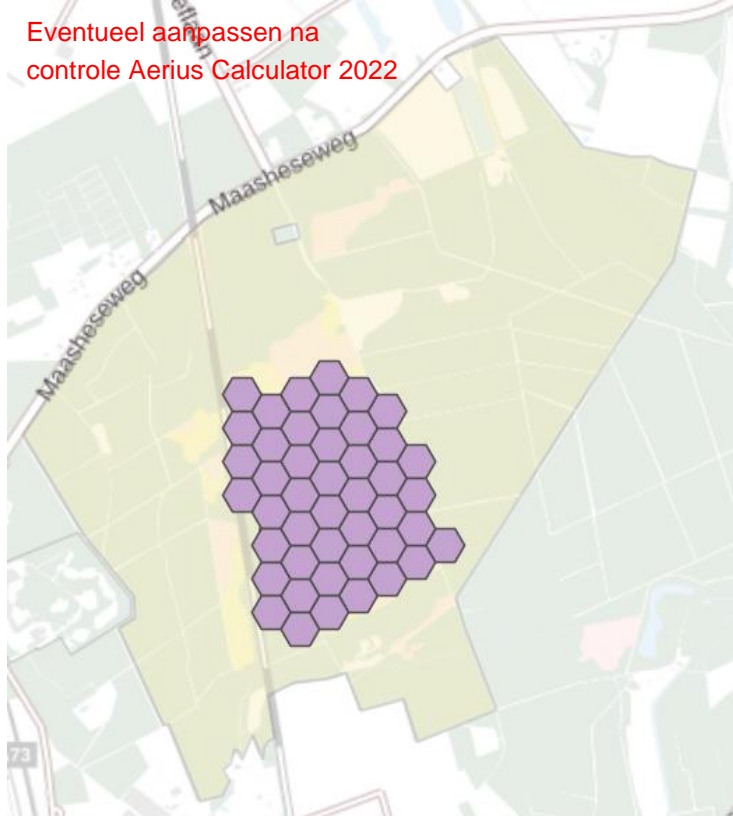 Eventueel aanpassen na
controle Aerius Calculator 2022
Maasheseweg
Maasheseweg
73